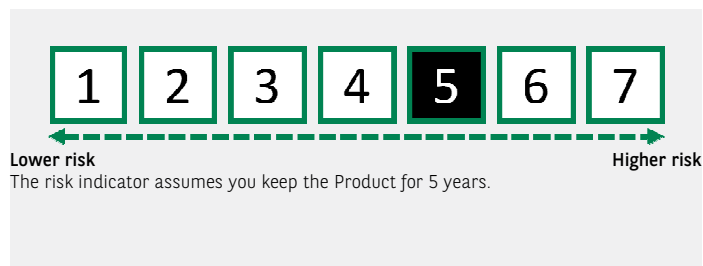 1 2 3 4 5 6 7
Lower risk Higher risk
The risk indicator assumes you keep the Product for 5 years.